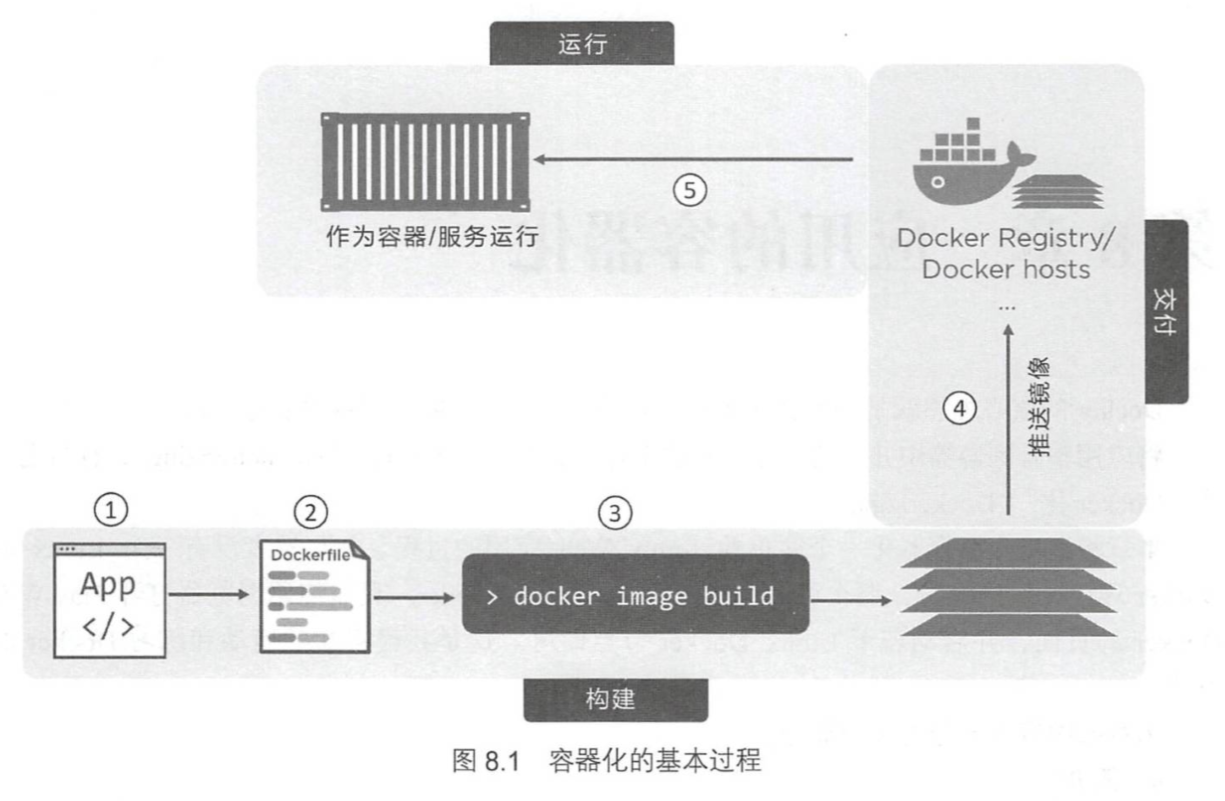 运行
⑤
作为容器/服务运行
Docker Registry/
Docker hosts
...
交付
④
推送镜像
①
②
③
App
</>
Dockerfile
> docker image build
构建
图 8.1 容器化的基本过程